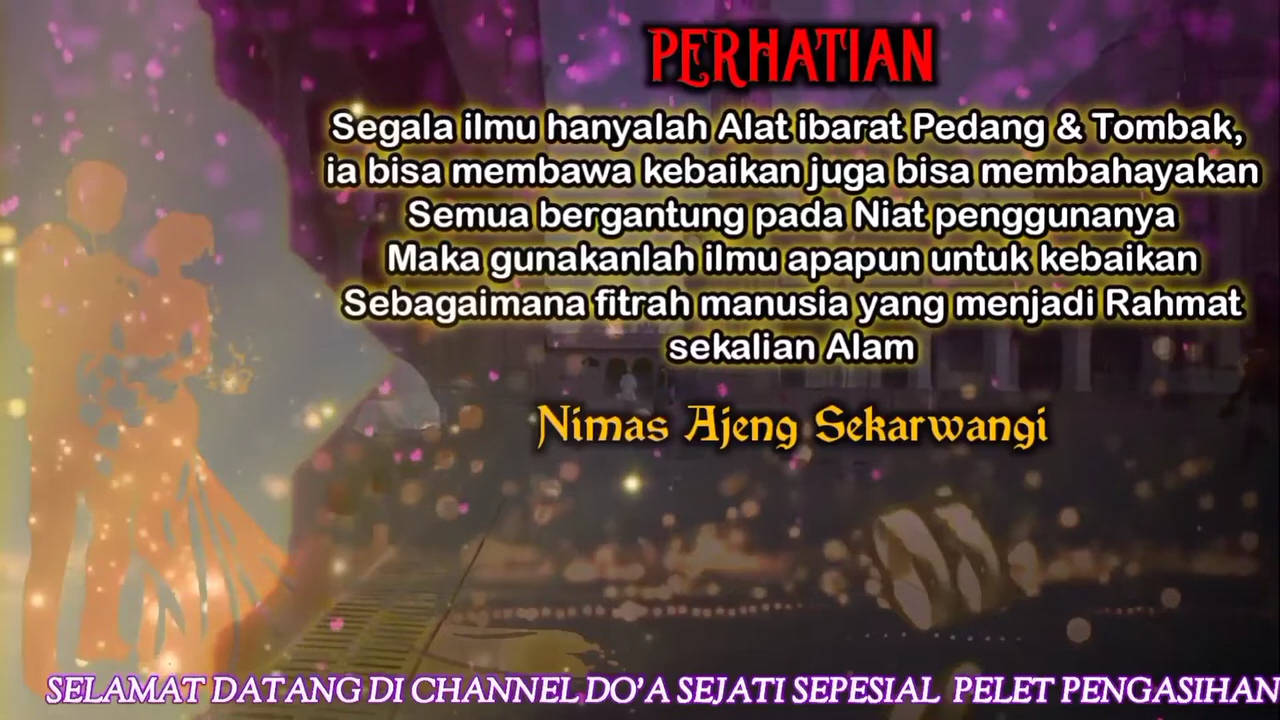 PERHATIAN
Segala ilmu hanyalah Alat ibarat Pedang & Tombak,
ia bisa membawa kebaikan juga bisa membahayakan
Semua bergantung pada Niat penggunanya
Maka gunakanlah ilmu apapun untuk kebaikan
Sebagaimana fitrah manusia yang menjadi Rahmat
sekalian Alam
Nimas Ajeng Sekarwangi
SELAMAT DATANG DI CHANNEL DO'A SEJATI SEPESIAL PELET PENGASIHAN